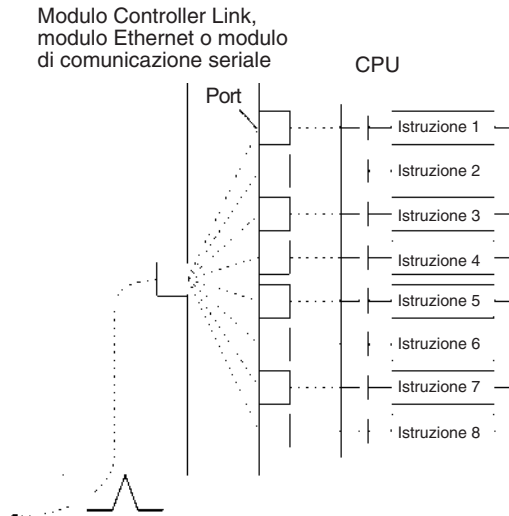 Modulo Controller Link,
modulo Ethernet o modulo
di comunicazione seriale
CPU
Port
Istruzione 1
Istruzione 2
Istruzione 3
Istruzione 4
Istruzione 5
Istruzione 6
Istruzione 7
Istruzione 8